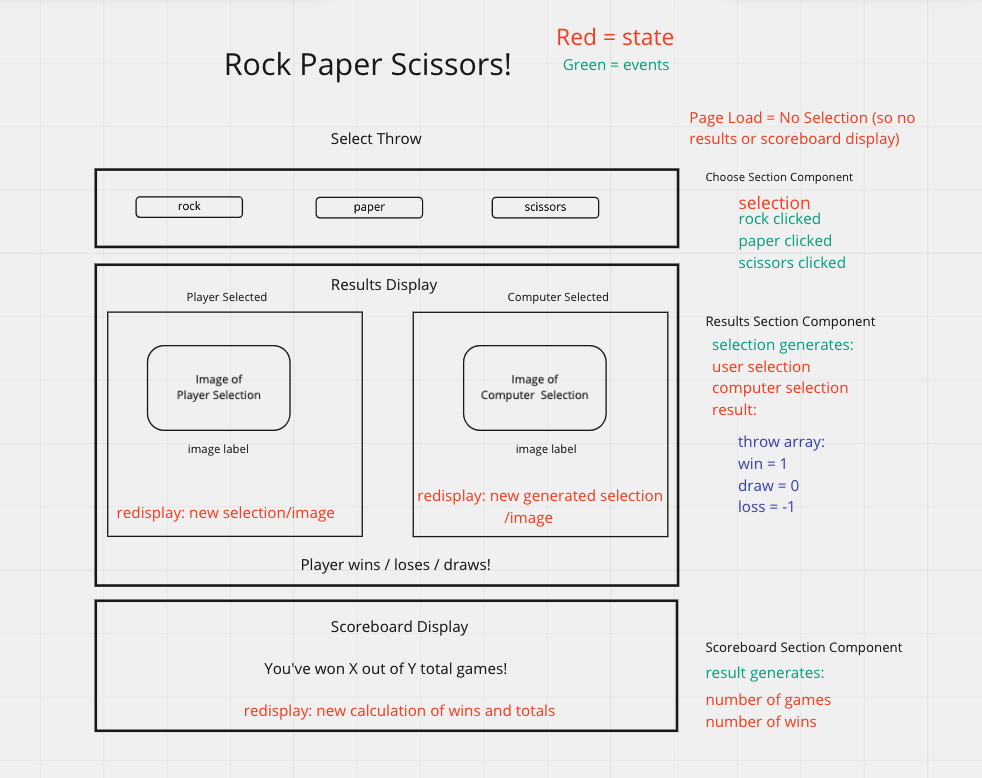 Rock Paper Scissors!
Red = state
Green = events
Page Load = No Selection (so no
results or scoreboard display)
Select Throw
rock
paper
scissors
Choose Section Component
selection
rock clicked
paper clicked
scissors clicked
Results Display
Player Selected
Computer Selected
Image of
Player Selection
image label
redisplay: new selection/image
Image of
Computer Selection
image label
redisplay: new generated selection
/image
Player wins / loses / draws!
Results Section Component
selection generates:
user selection
computer selection
result:
throw array:
win = 1
draw = 0
loss = -1
Scoreboard Display
You've won X out of Y total games!
redisplay: new calculation of wins and totals
Scoreboard Section Component
result generates:
number of games
number of wins